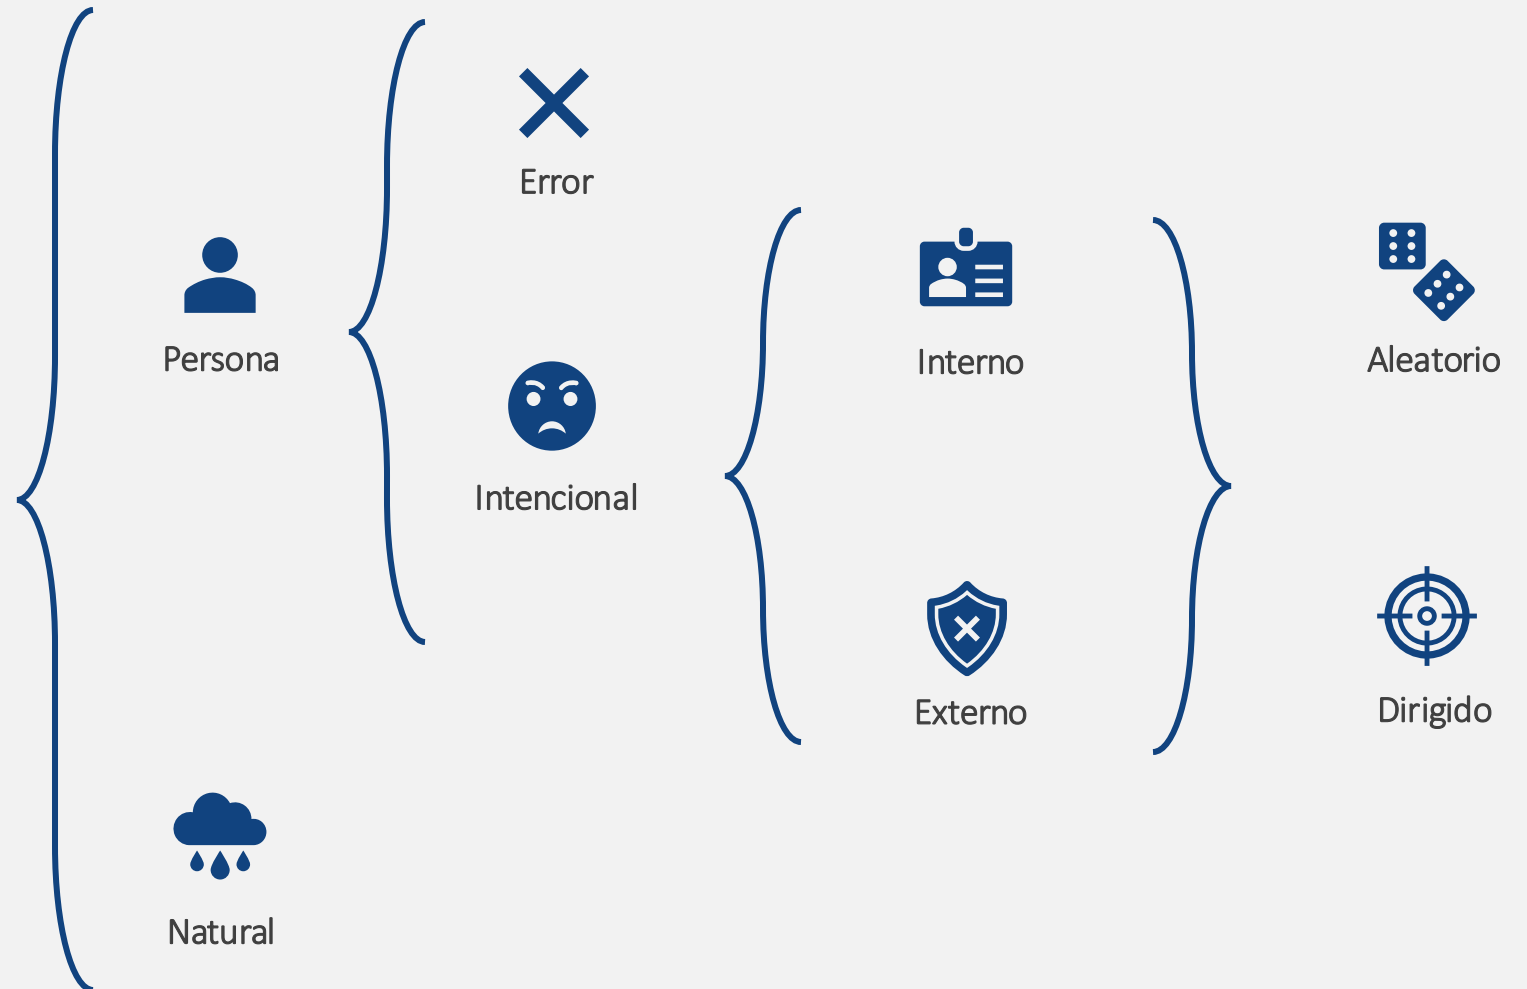 Persona
Natural
Error
Intencional
Interno
Externo
Aleatorio
Dirigido